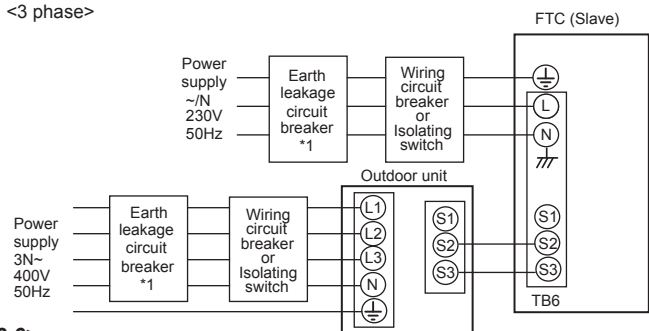 <3 phase>
FTC (Slave)
Power
supply
~/N
230V
50Hz
Earth
leakage
circuit
breaker
*1
Wiring
circuit
breaker
or
Isolating
switch
L
N
Outdoor unit
Power
supply
3N~
400V
50Hz
Earth
leakage
circuit
breaker
*1
Wiring
circuit
breaker
or
Isolating
switch
L1
L2
L3
N
S1
S2
S3
S1
S2
S3
TB6